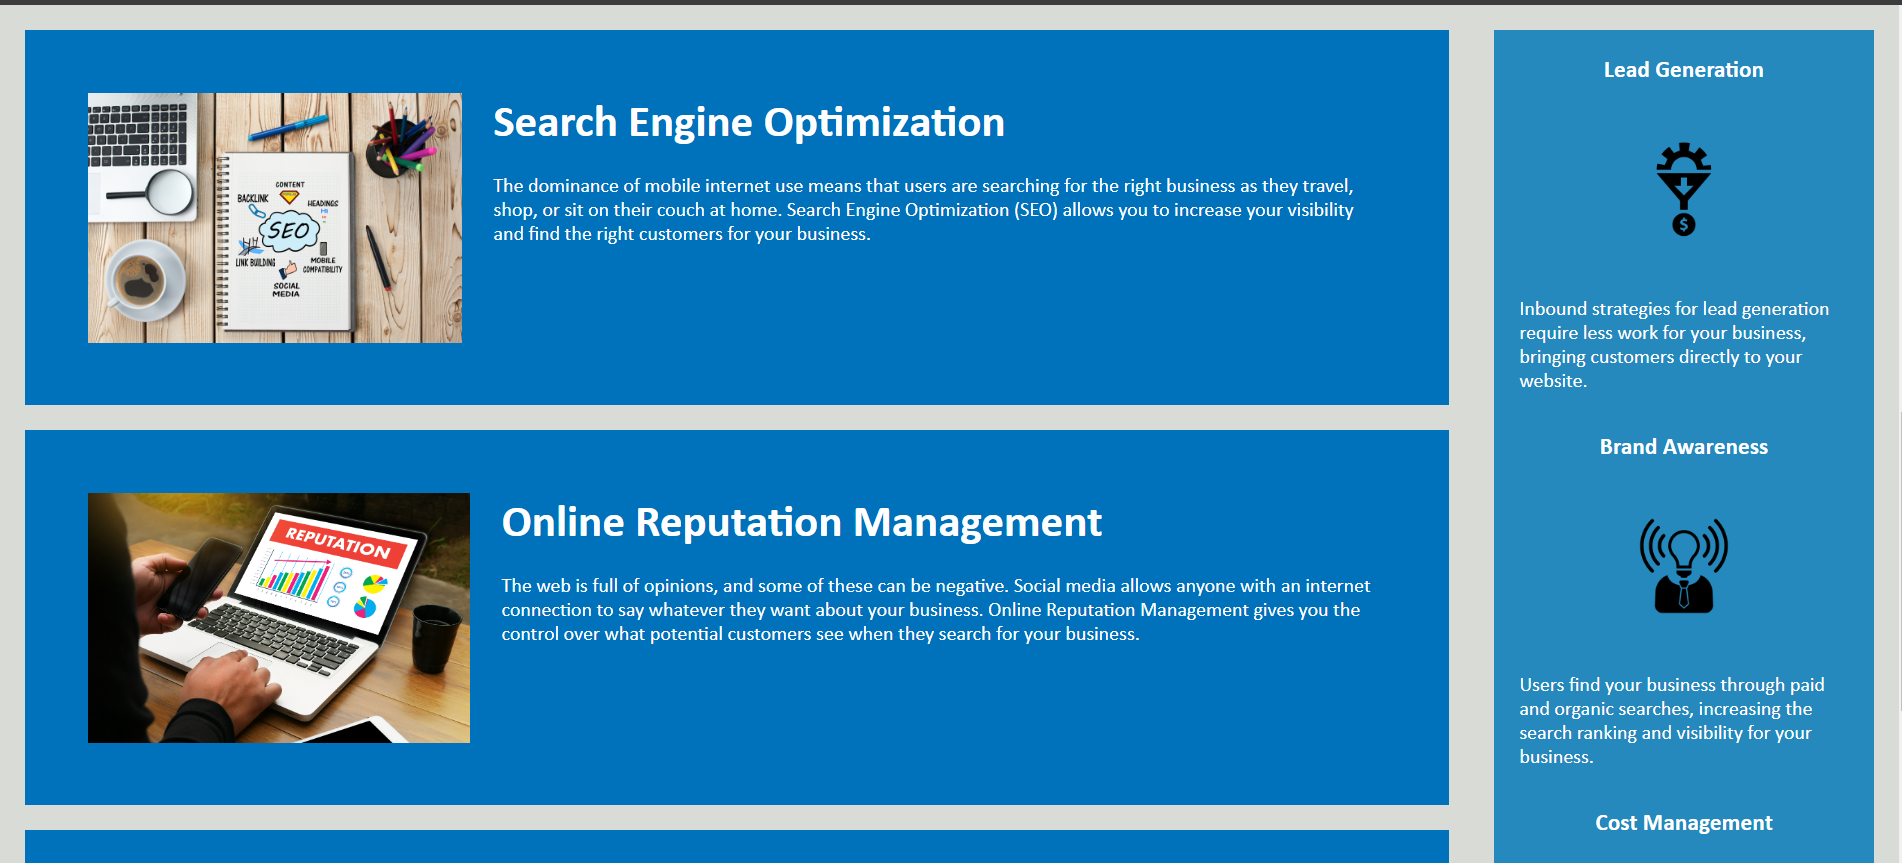 Search Engine Optimization
The dominance of mobile internet use means that users are searching for the right business as they travel,
shop, or sit on their couch at home. Search Engine Optimization (SEO) allows you to increase your visibility
and find the right customers for your business.
CONTENT
BACKLINK
HEADINGS
H1
SEO
LINK BUILDING
MOBILE
COMPATIBILITY
SOCIAL
MEDIA
Online Reputation Management
The web is full of opinions, and some of these can be negative. Social media allows anyone with an internet
connection to say whatever they want about your business. Online Reputation Management gives you the
control over what potential customers see when they search for your business.
REPUTATION
Lead Generation
$
Inbound strategies for lead generation
require less work for your business,
bringing customers directly to your
website.
Brand Awareness
Users find your business through paid
and organic searches, increasing the
search ranking and visibility for your
business.
Cost Management